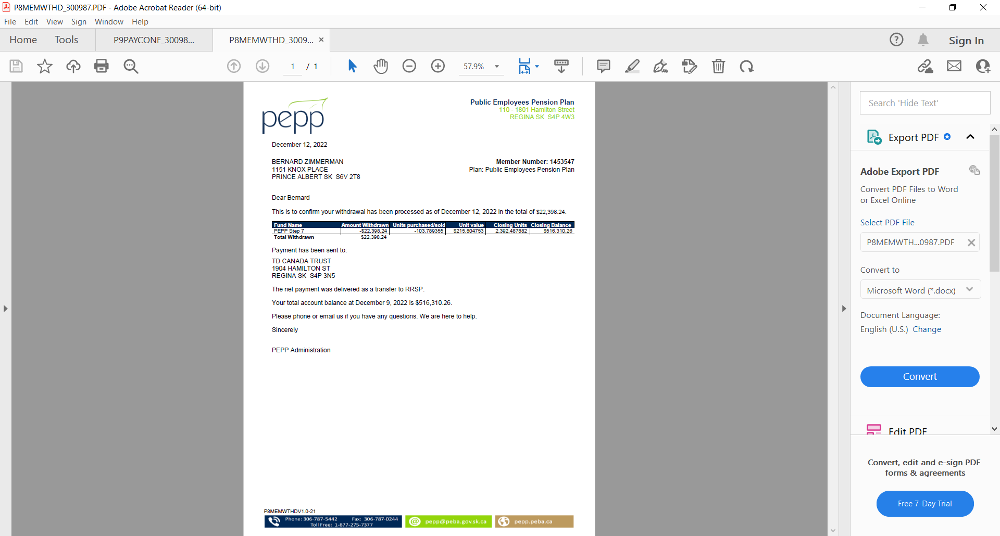 P8MEMWTHD_300987.PDF - Adobe Acrobat Reader (64-bit)
File Edit View Sign Window Help
Home Tools P9PAYCONF_30098... P8MEMWTHD_3009... × Sign In
1 / 1 57.9%
pepp
Public Employees Pension Plan
110 - 1801 Hamilton Street
REGINA SK S4P 4W3
December 12, 2022
BERNARD ZIMMERMAN
1151 KNOX PLACE
PRINCE ALBERT SK S6V 2T8
Member Number: 1453547
Plan: Public Employees Pension Plan
Dear Bernard
This is to confirm your withdrawal has been processed as of December 12, 2022 in the total of $22,398.24.
Fund Name Amount Withdrawn Units purchased/sold Unit value Closing Units Closing Balance
PEPP Step 7 -$22,398.24 -103.789355 $215.804753 2,392.487882 $516,310.26
Total Withdrawn $22,398.24
Payment has been sent to:
TD CANADA TRUST
1904 HAMILTON ST
REGINA SK S4P 3N5
The net payment was delivered as a transfer to RRSP.
Your total account balance at December 9, 2022 is $516,310.26.
Please phone or email us if you have any questions. We are here to help.
Sincerely
PEPP Administration
P8MEMWTHDV1.0-21
Phone: 306-787-5442 Fax: 306-787-0244
Toll Free: 1-877-275-7377
pepp@peba.gov.sk.ca
pepp.peba.ca
Search 'Hide Text'
Export PDF
Adobe Export PDF
Convert PDF Files to Word
or Excel Online
Select PDF File
P8MEMWTH...0987.PDF
Convert to
Microsoft Word (*.docx)
Document Language:
English (U.S.) Change
Convert
Edit PDF
Convert, edit and e-sign PDF
forms & agreements
Free 7-Day Trial